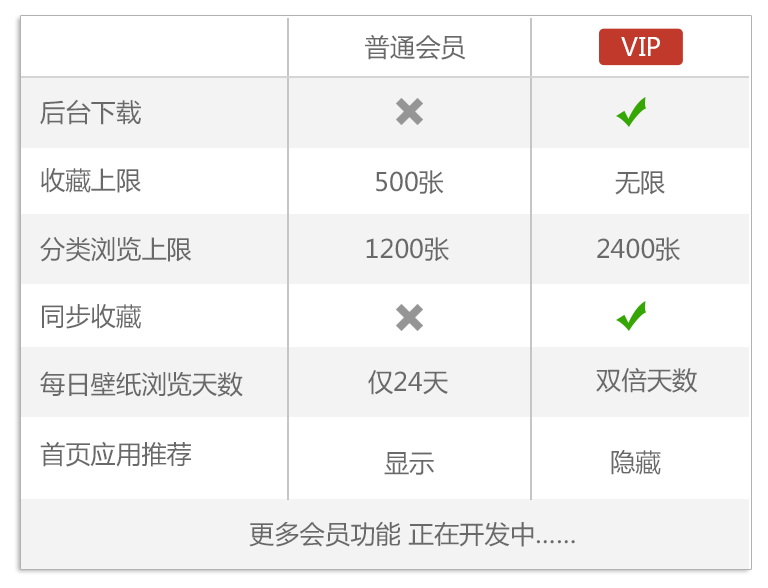 普通会员 VIP
后台下载
收藏上限 500张 无限
分类浏览上限 1200张 2400张
同步收藏
每日壁纸浏览天数 仅24天 双倍天数
首页应用推荐 显示 隐藏
更多会员功能 正在开发中……